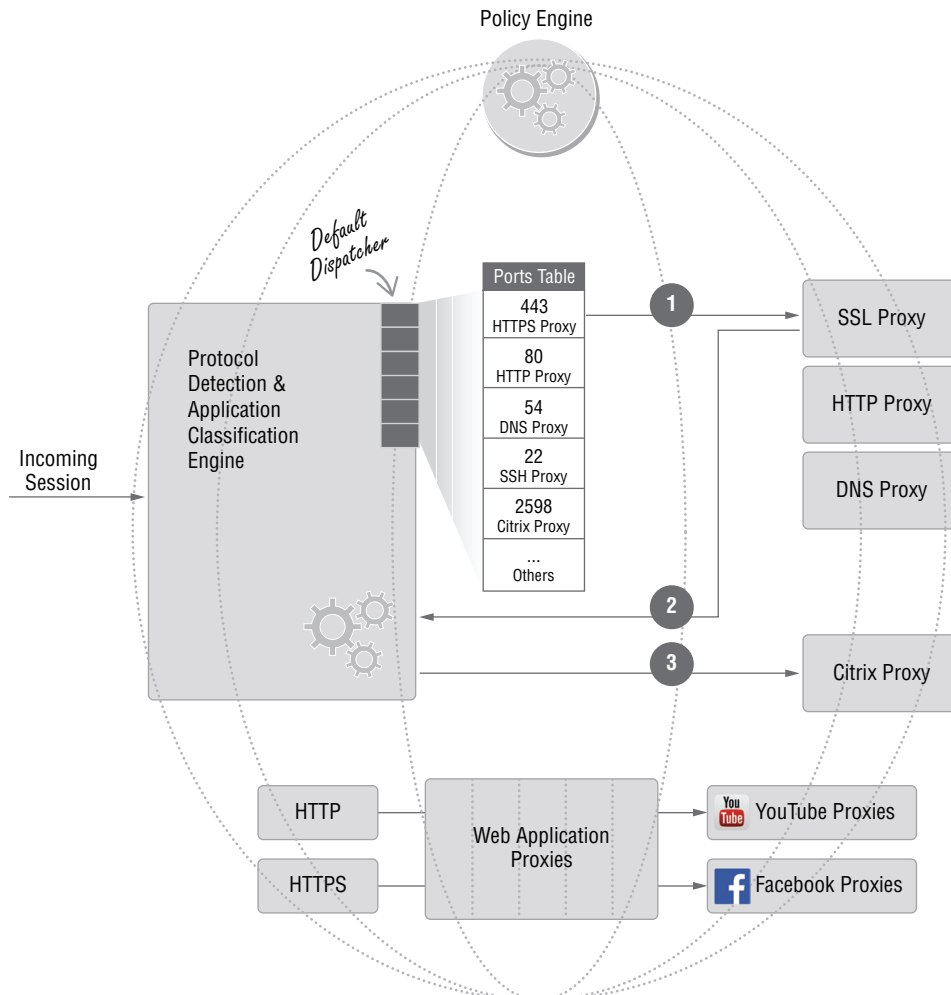 Policy Engine
Default
Dispatcher
Ports Table
443
HTTPS Proxy
80
HTTP Proxy
54
DNS Proxy
22
SSH Proxy
2598
Citrix Proxy
...
Others
1
2
3
Protocol
Detection &
Application
Classification
Engine
Incoming
Session
SSL Proxy
HTTP Proxy
DNS Proxy
Citrix Proxy
HTTP
HTTPS
Web Application
Proxies
You
Tube
YouTube Proxies
f
Facebook Proxies